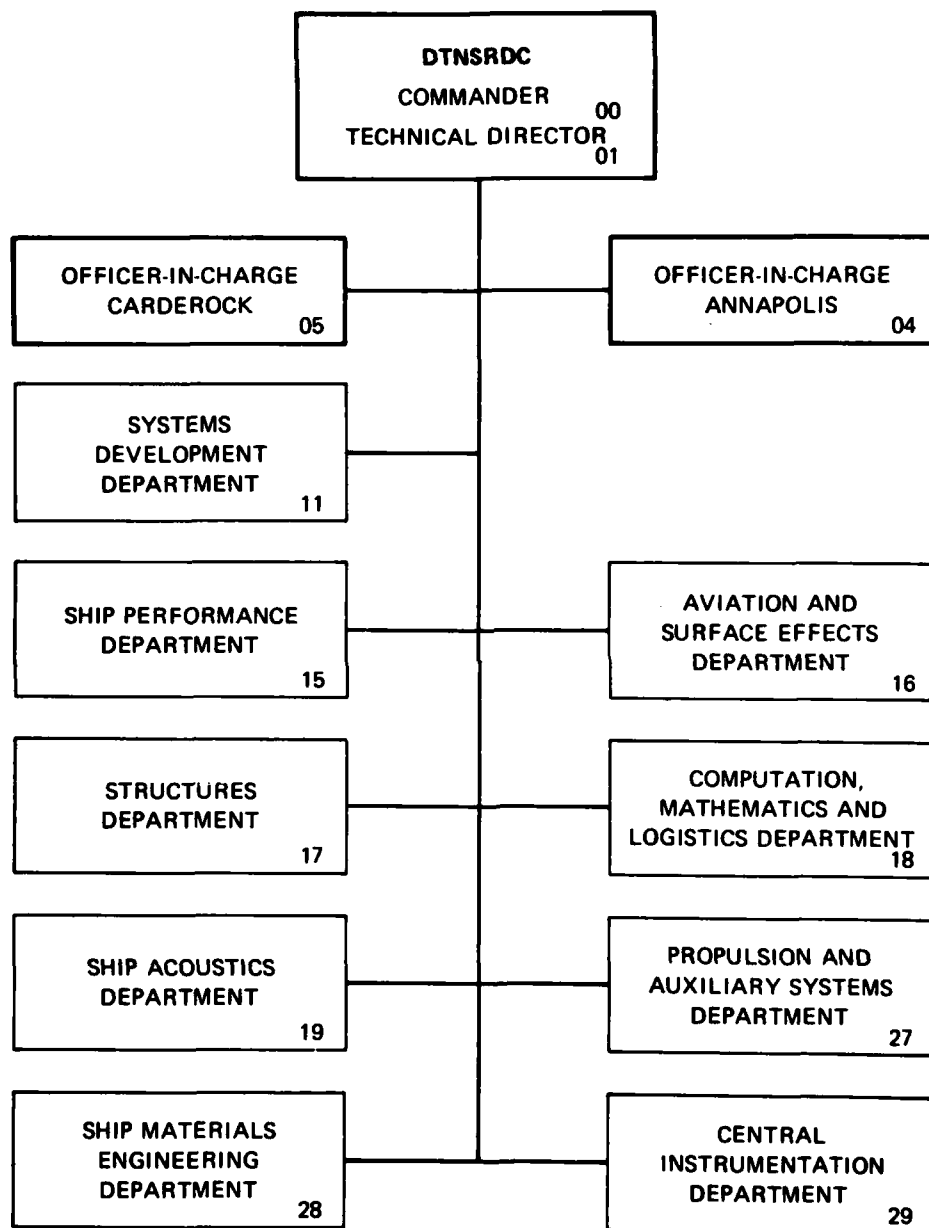 DTNSRDC
COMMANDER
00
TECHNICAL DIRECTOR
01
OFFICER-IN-CHARGE
CARDEROCK
05
OFFICER-IN-CHARGE
ANNAPOLIS
04
SYSTEMS
DEVELOPMENT
DEPARTMENT
11
SHIP PERFORMANCE
DEPARTMENT
15
AVIATION AND
SURFACE EFFECTS
DEPARTMENT
16
STRUCTURES
DEPARTMENT
17
COMPUTATION,
MATHEMATICS AND
LOGISTICS DEPARTMENT
18
SHIP ACOUSTICS
DEPARTMENT
19
PROPULSION AND
AUXILIARY SYSTEMS
DEPARTMENT
27
SHIP MATERIALS
ENGINEERING
DEPARTMENT
28
CENTRAL
INSTRUMENTATION
DEPARTMENT
29